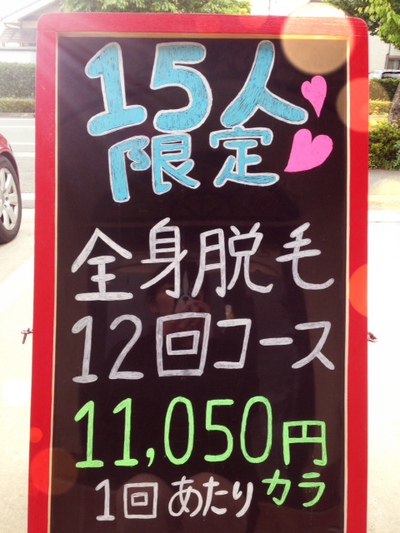 15人
限定
全身脱毛
12回コース
11,050円
1回あたりカラ